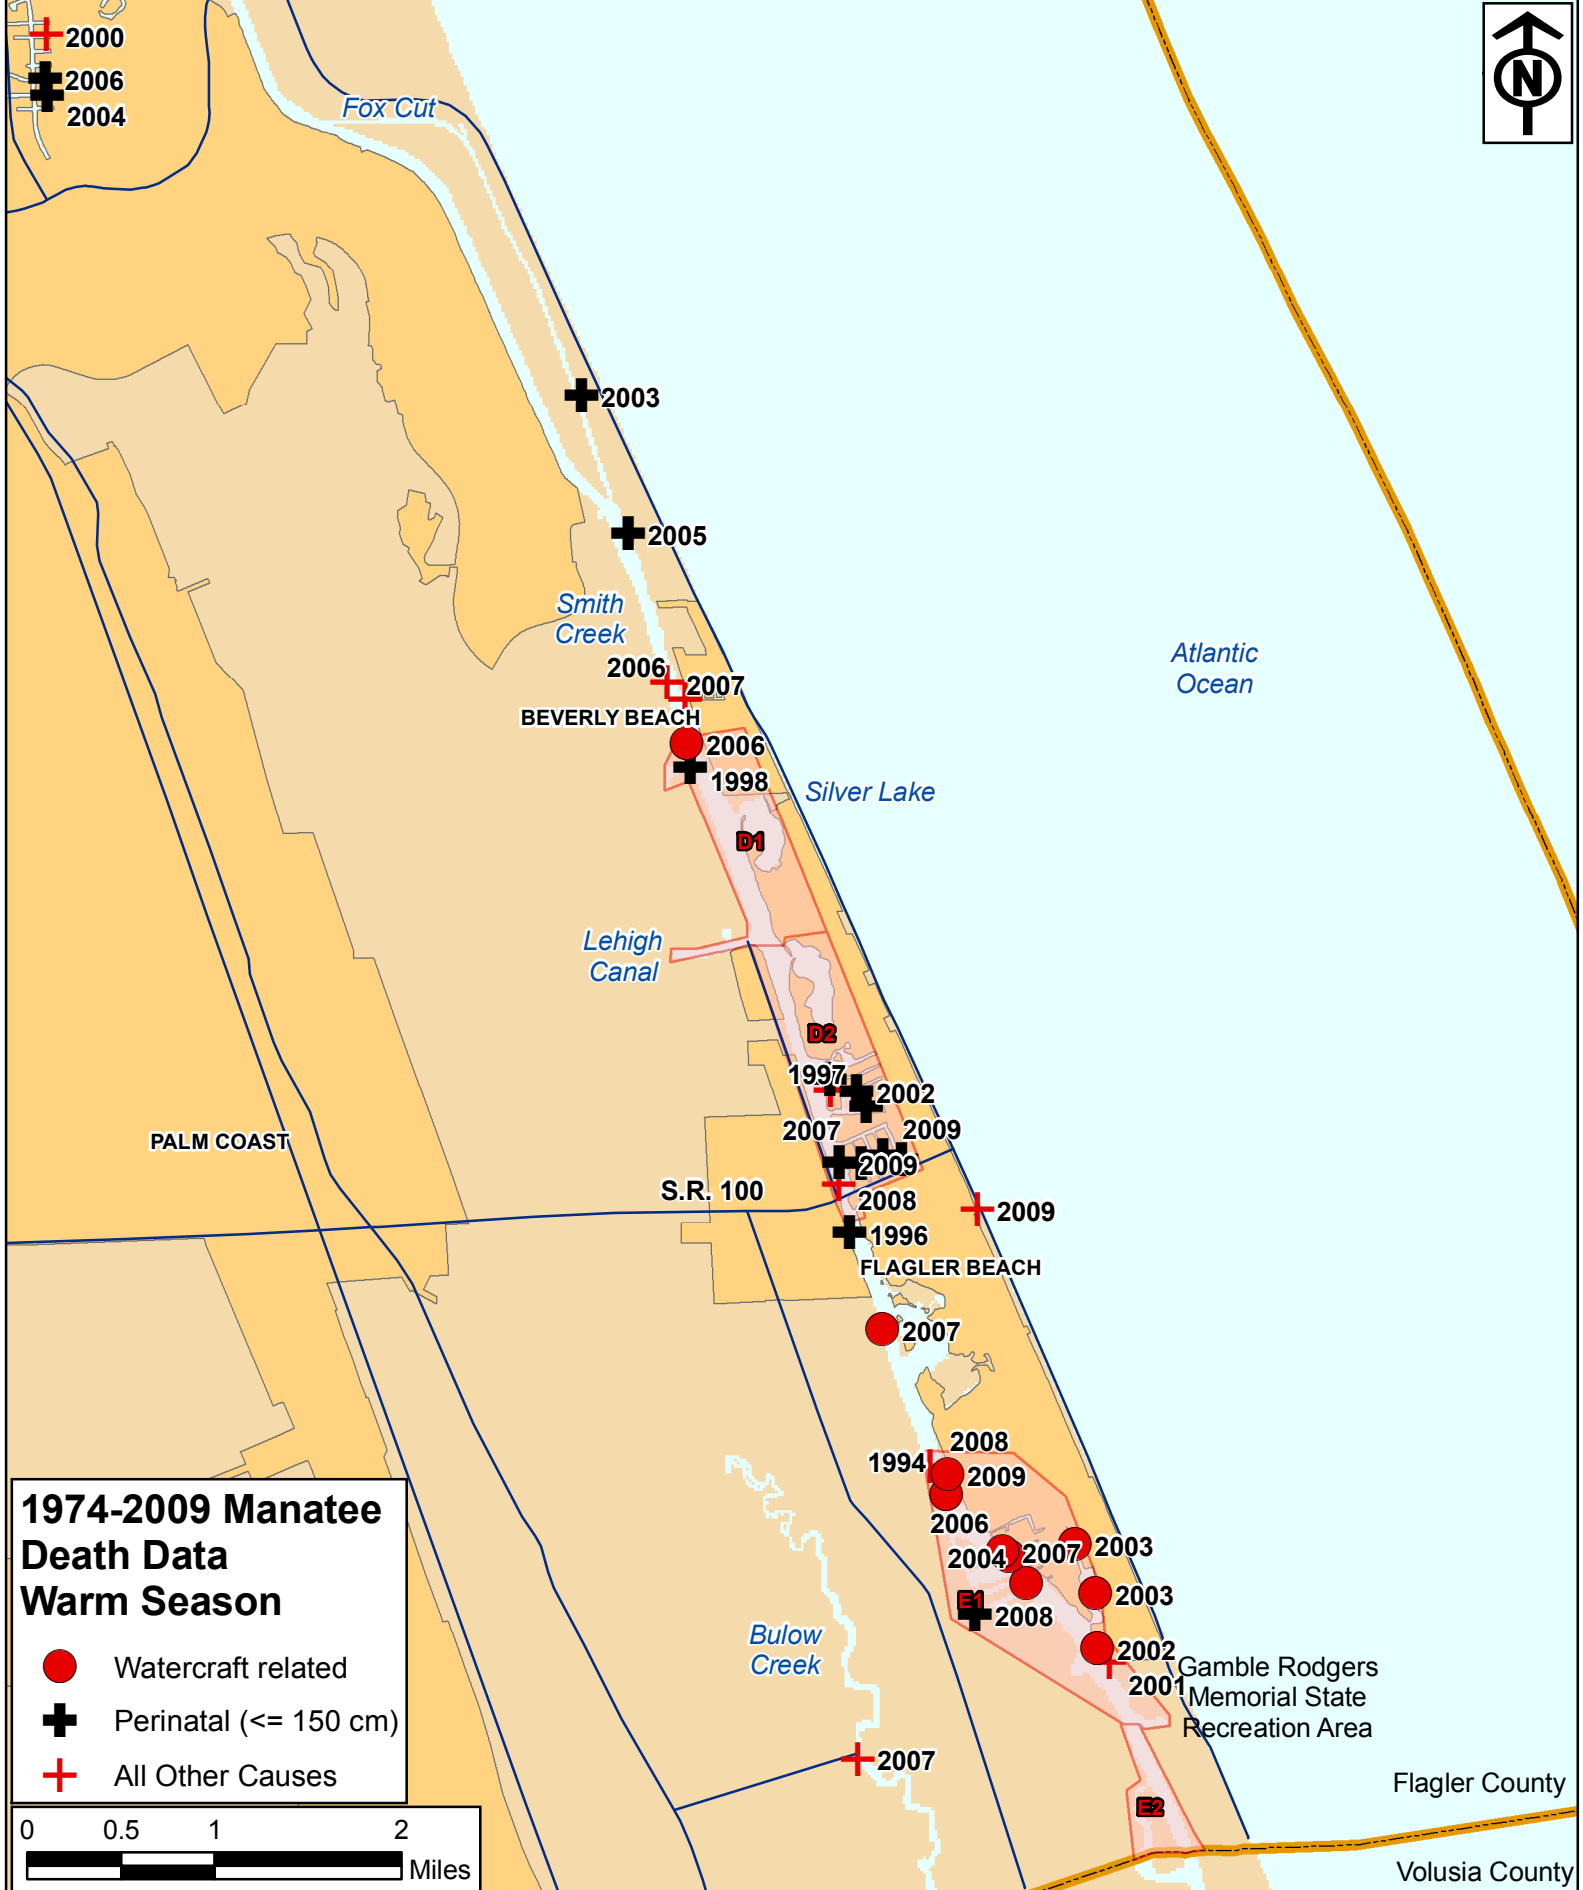 2000
2006
2004
Fox Cut
N
2003
2005
Smith
Creek
2006
2007
BEVERLY BEACH
2006
1998
Atlantic
Ocean
Silver Lake
D1
Lehigh
Canal
D2
1997
2002
2007
2009
2009
PALM COAST
S.R. 100
2008
2009
1996
FLAGLER BEACH
2007
2008
1994
2009
2006
2004
2007
2003
E1
2003
2008
2002
2001
Gamble Rodgers
Memorial State
Recreation Area
Bulow
Creek
2007
E2
Flagler County
Volusia County
1974-2009 Manatee
Death Data
Warm Season
Watercraft related
Perinatal (<= 150 cm)
All Other Causes
0 0.5 1 2
Miles